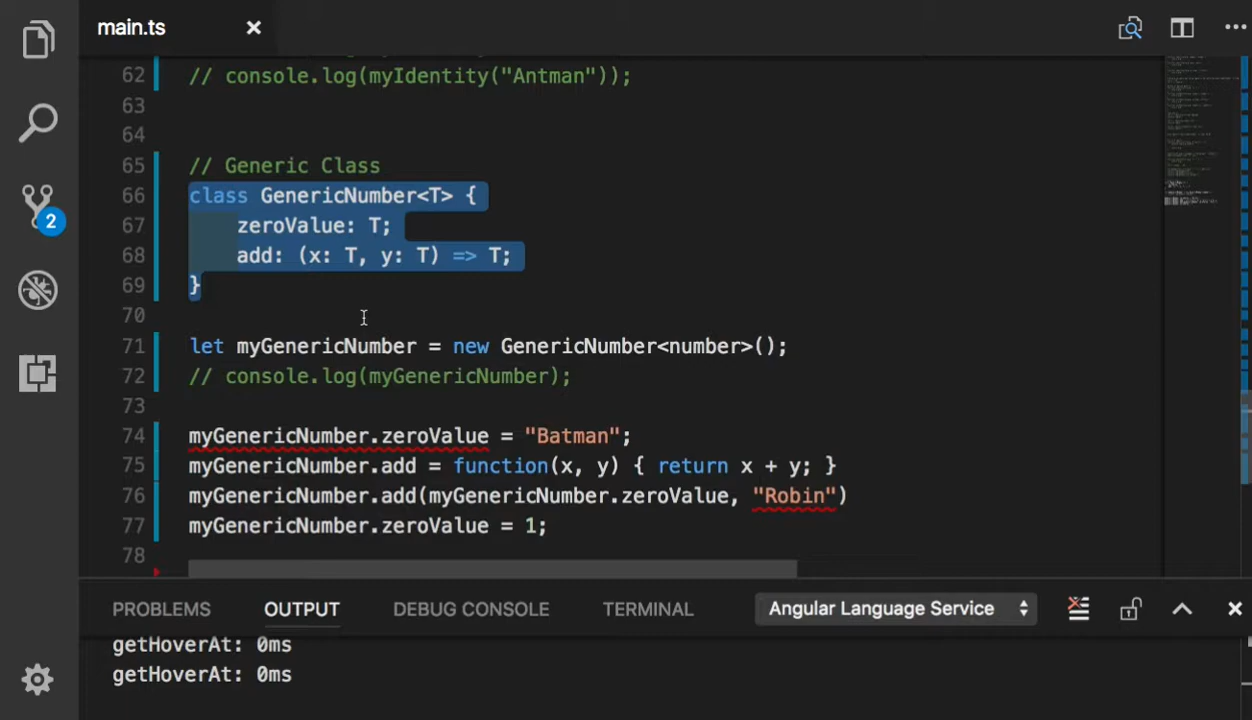 main.ts
62 // console.log(myIdentity("Antman"));
63
64
65 // Generic Class
66 class GenericNumber<T> {
67     zeroValue: T;
68     add: (x: T, y: T) => T;
69 }
70
71 let myGenericNumber = new GenericNumber<number>();
72 // console.log(myGenericNumber);
73
74 myGenericNumber.zeroValue = "Batman";
75 myGenericNumber.add = function(x, y) { return x + y; }
76 myGenericNumber.add(myGenericNumber.zeroValue, "Robin")
77 myGenericNumber.zeroValue = 1;
78
2
PROBLEMS OUTPUT DEBUG CONSOLE TERMINAL Angular Language Service
getHoverAt: 0ms
getHoverAt: 0ms